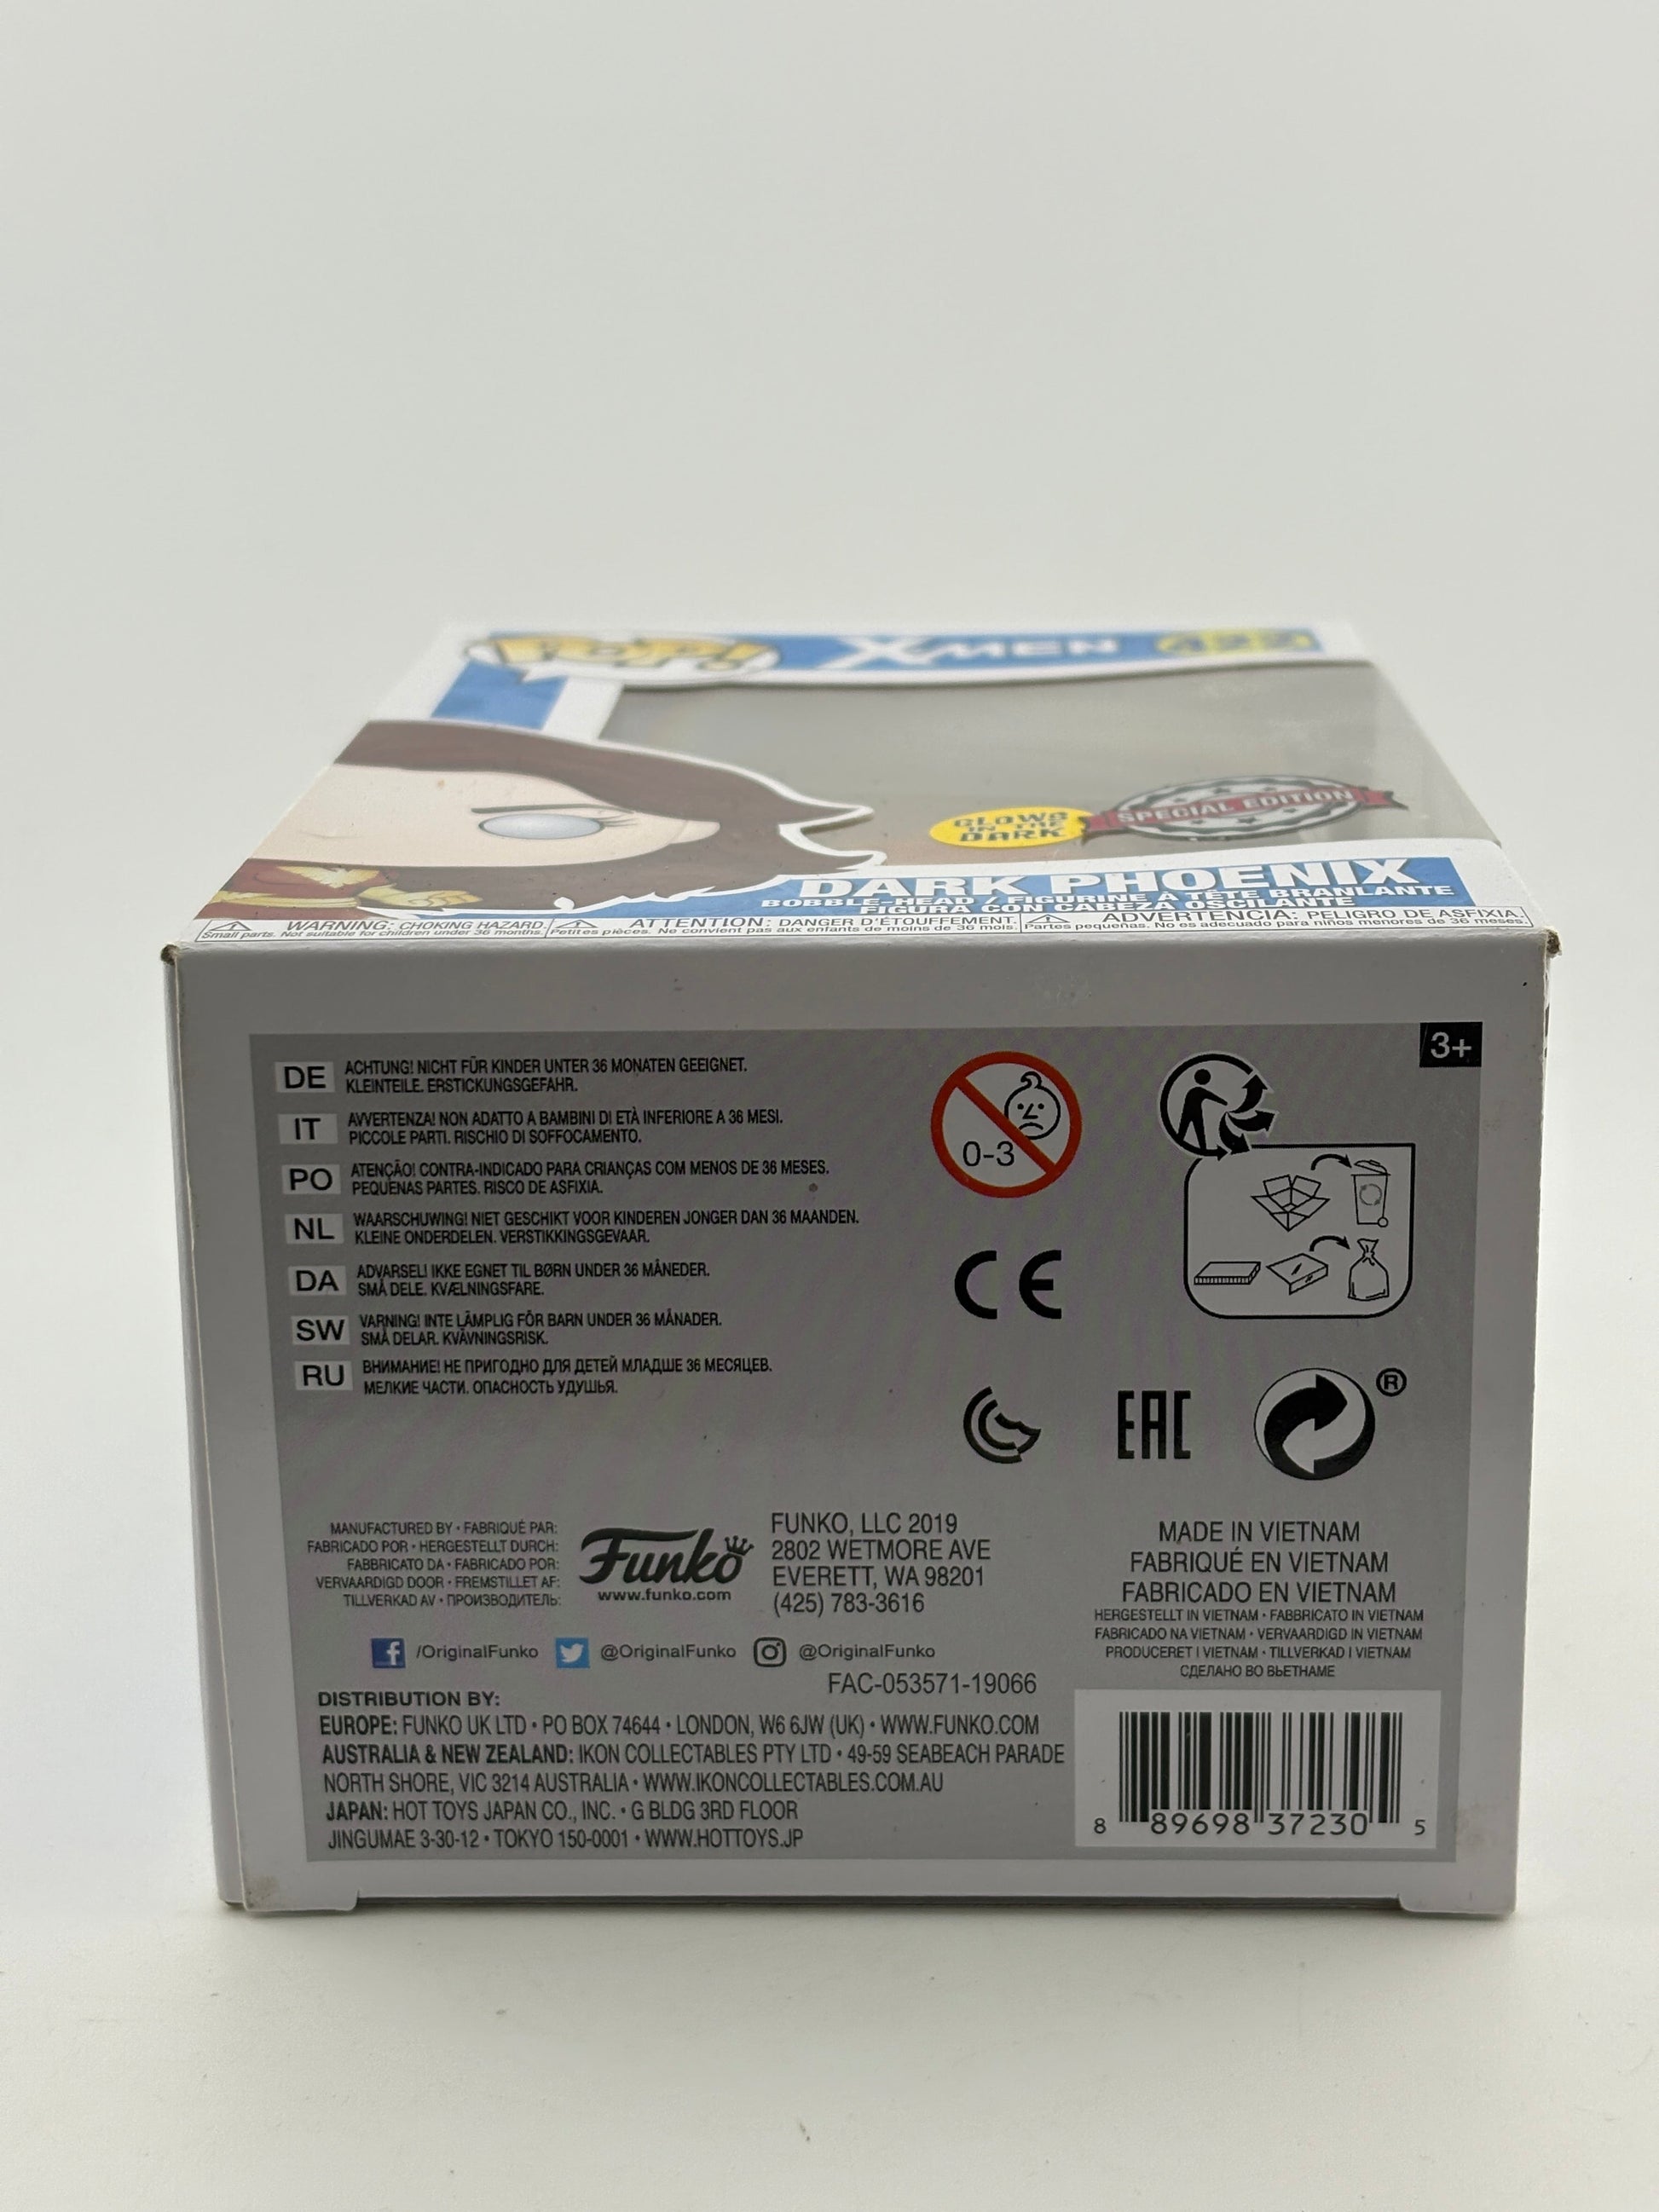 POP! X-MEN 422
GLOWS
IN THE
DARK
SPECIAL EDITION
DARK PHOENIX
BOBBLE-HEAD / FIGURINE À TÊTE BRANLANTE
FIGURA CON CABEZA OSCILANTE
WARNING: CHOKING HAZARD.
Small parts. Not suitable for children under 36 months.
ATTENTION: DANGER D'ÉTOUFFEMENT.
Petites pièces. Ne convient pas aux enfants de moins de 36 mois.
ADVERTENCIA: PELIGRO DE ASFIXIA.
Partes pequeñas. No es adecuado para niños menores de 36 meses.
3+
DE ACHTUNG! NICHT FÜR KINDER UNTER 36 MONATEN GEEIGNET.
KLEINTEILE. ERSTICKUNGSGEFAHR.
IT AVVERTENZA! NON ADATTO A BAMBINI DI ETÀ INFERIORE A 36 MESI.
PICCOLE PARTI. RISCHIO DI SOFFOCAMENTO.
PO ATENÇÃO! CONTRA-INDICADO PARA CRIANÇAS COM MENOS DE 36 MESES.
PEQUENAS PARTES. RISCO DE ASFIXIA.
NL WAARSCHUWING! NIET GESCHIKT VOOR KINDEREN JONGER DAN 36 MAANDEN.
KLEINE ONDERDELEN. VERSTIKKINGSGEVAAR.
DA ADVARSEL! IKKE EGNET TIL BØRN UNDER 36 MÅNEDER.
SMÅ DELE. KVÆLNINGSFARE.
SW VARNING! INTE LÄMPLIG FÖR BARN UNDER 36 MÅNADER.
SMÅ DELAR. KVÄVNINGSRISK.
RU ВНИМАНИЕ! НЕ ПРИГОДНО ДЛЯ ДЕТЕЙ МЛАДШЕ 36 МЕСЯЦЕВ.
МЕЛКИЕ ЧАСТИ. ОПАСНОСТЬ УДУШЬЯ.
0-3
CE
EAC
®
MANUFACTURED BY • FABRIQUÉ PAR:
FABRICADO POR • HERGESTELLT DURCH:
FABBRICATO DA • FABRICADO POR:
VERVAARDIGD DOOR • FREMSTILLET AF:
TILLVERKAD AV • ПРОИЗВОДИТЕЛЬ:
Funko
www.funko.com
FUNKO, LLC 2019
2802 WETMORE AVE
EVERETT, WA 98201
(425) 783-3616
MADE IN VIETNAM
FABRIQUÉ EN VIETNAM
FABRICADO EN VIETNAM
HERGESTELLT IN VIETNAM • FABBRICATO IN VIETNAM
FABRICADO NA VIETNAM • VERVAARDIGD IN VIETNAM
PRODUCERET I VIETNAM • TILLVERKAD I VIETNAM
СДЕЛАНО ВО ВЬЕТНАМЕ
f /OriginalFunko @OriginalFunko @OriginalFunko
FAC-053571-19066
DISTRIBUTION BY:
EUROPE: FUNKO UK LTD • PO BOX 74644 • LONDON, W6 6JW (UK) • WWW.FUNKO.COM
AUSTRALIA & NEW ZEALAND: IKON COLLECTABLES PTY LTD • 49-59 SEABEACH PARADE
NORTH SHORE, VIC 3214 AUSTRALIA • WWW.IKONCOLLECTABLES.COM.AU
JAPAN: HOT TOYS JAPAN CO., INC. • G BLDG 3RD FLOOR
JINGUMAE 3-30-12 • TOKYO 150-0001 • WWW.HOTTOYS.JP
8 89698 37230 5